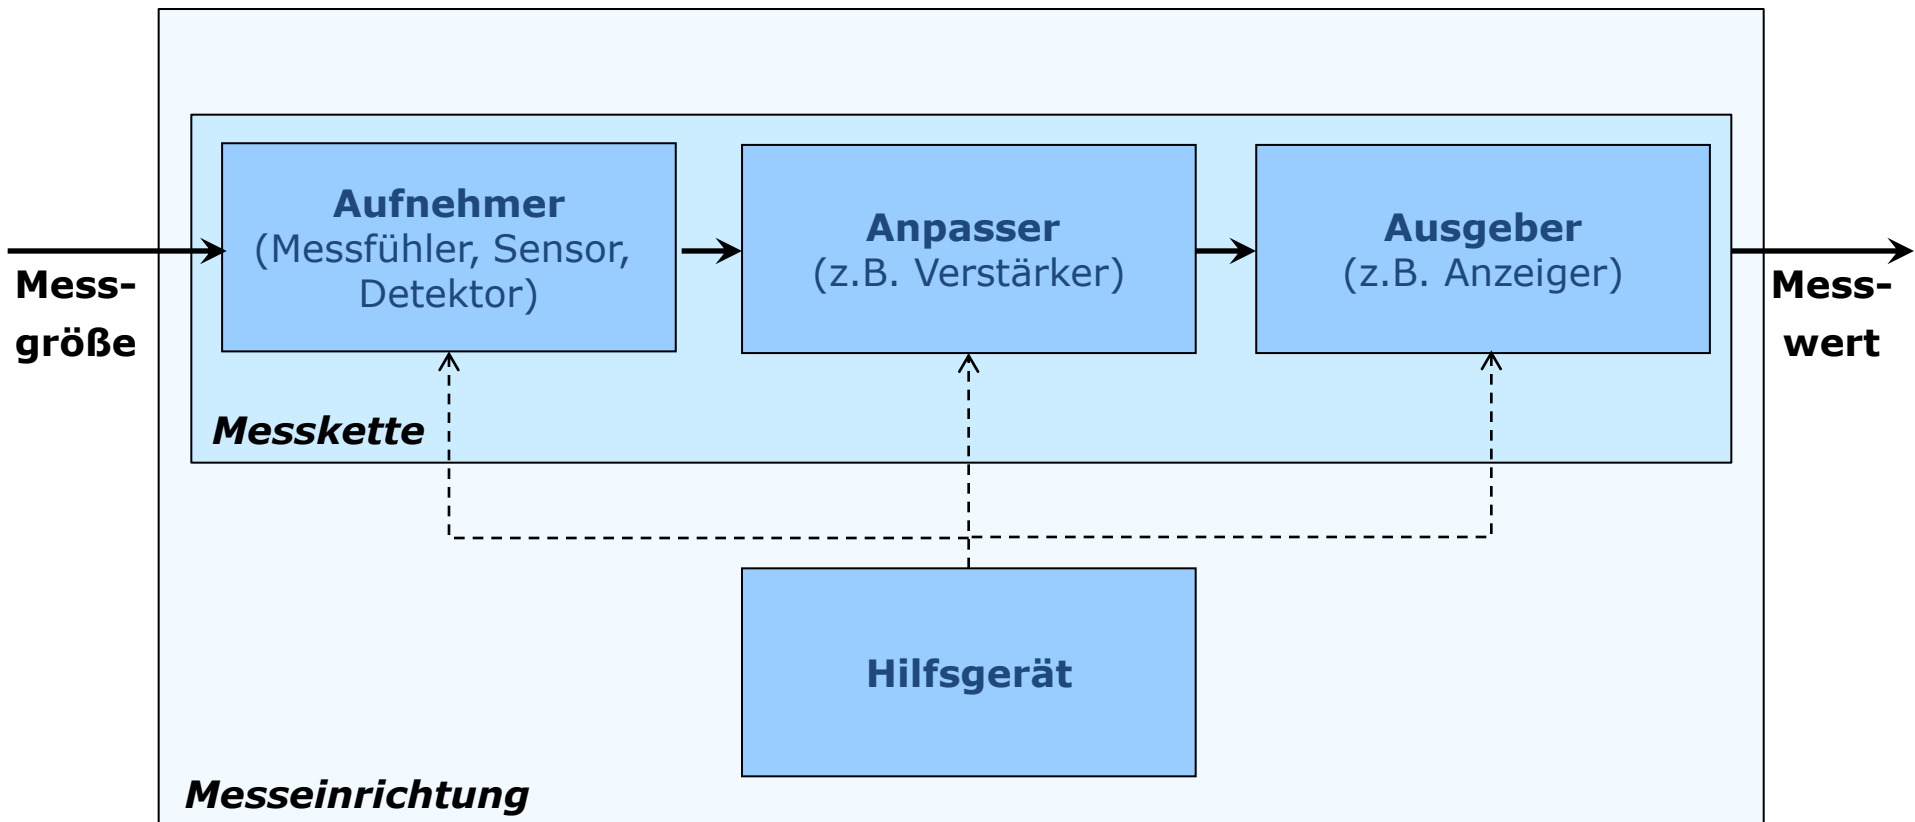 Aufnehmer
(Messfühler, Sensor,
Detektor)
Anpasser
(z.B. Verstärker)
Ausgeber
(z.B. Anzeiger)
Mess-
größe
Mess-
wert
Messkette
Hilfsgerät
Messeinrichtung